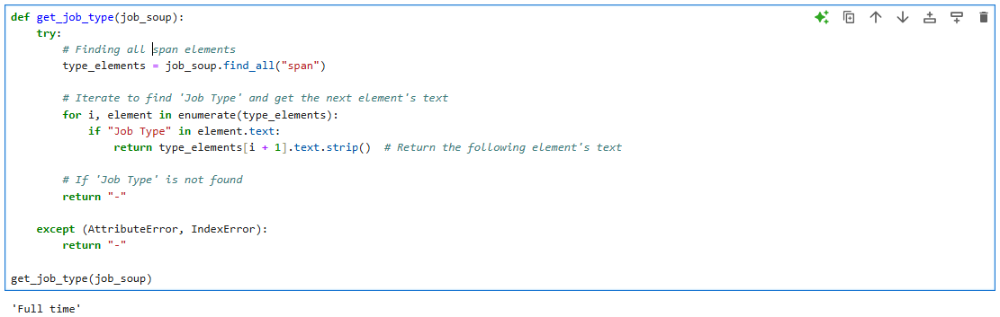 def get_job_type(job_soup):
    try:
        # Finding all span elements
        type_elements = job_soup.find_all("span")

        # Iterate to find 'Job Type' and get the next element's text
        for i, element in enumerate(type_elements):
            if "Job Type" in element.text:
                return type_elements[i + 1].text.strip()  # Return the following element's text

        # If 'Job Type' is not found
        return "-"

    except (AttributeError, IndexError):
        return "-"

get_job_type(job_soup)
'Full time'